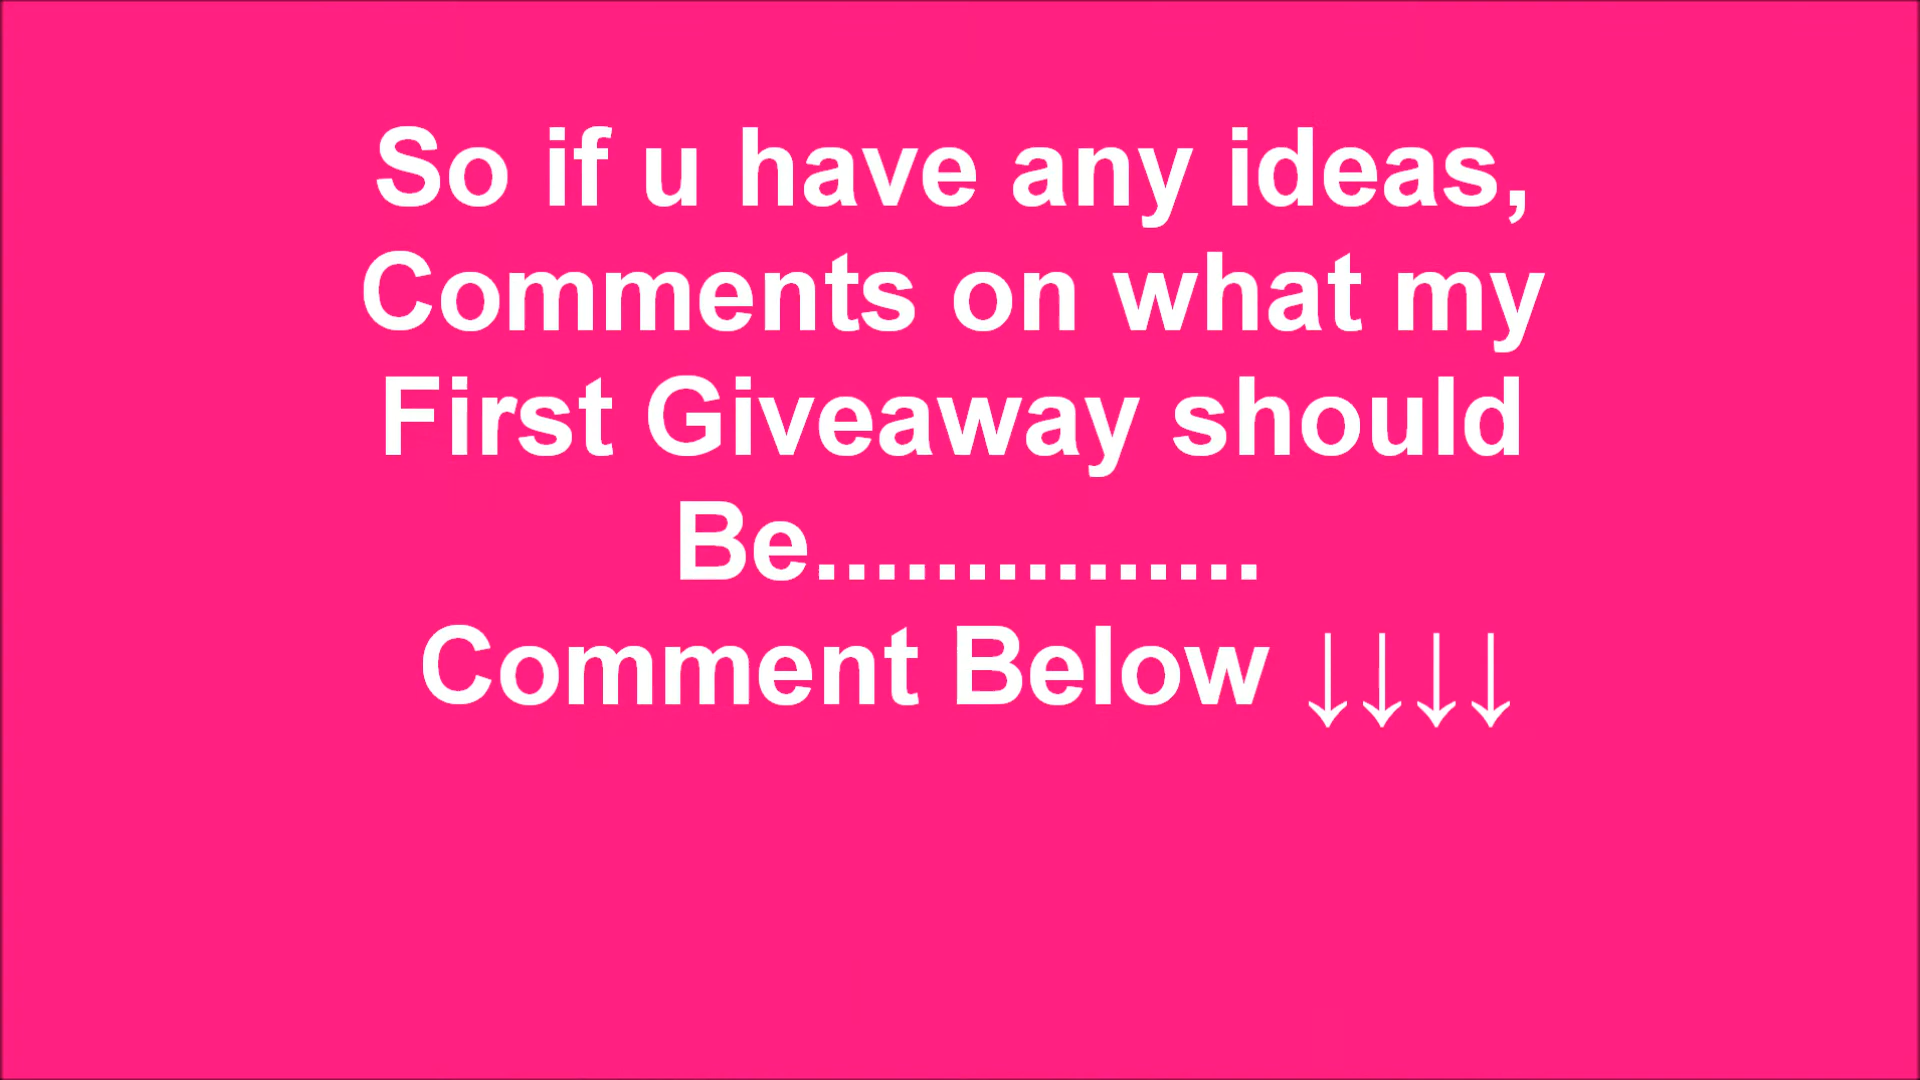 So if u have any ideas,
Comments on what my
First Giveaway should
Be...............
Comment Below ↓↓↓↓